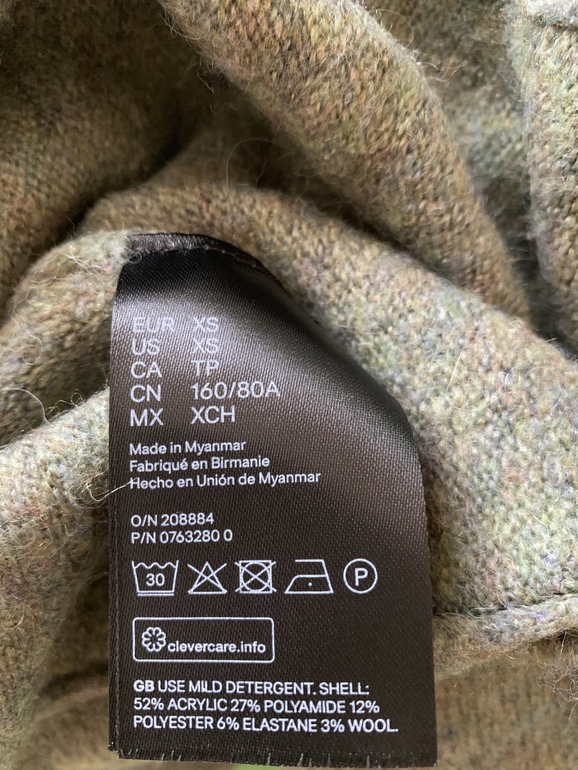 EUR XS
US XS
CA TP
CN 160/80A
MX XCH
Made in Myanmar
Fabriqué en Birmanie
Hecho en Unión de Myanmar
O/N 208884
P/N 0763280 0
30 P
clevercare.info
GB USE MILD DETERGENT. SHELL:
52% ACRYLIC 27% POLYAMIDE 12%
POLYESTER 6% ELASTANE 3% WOOL.